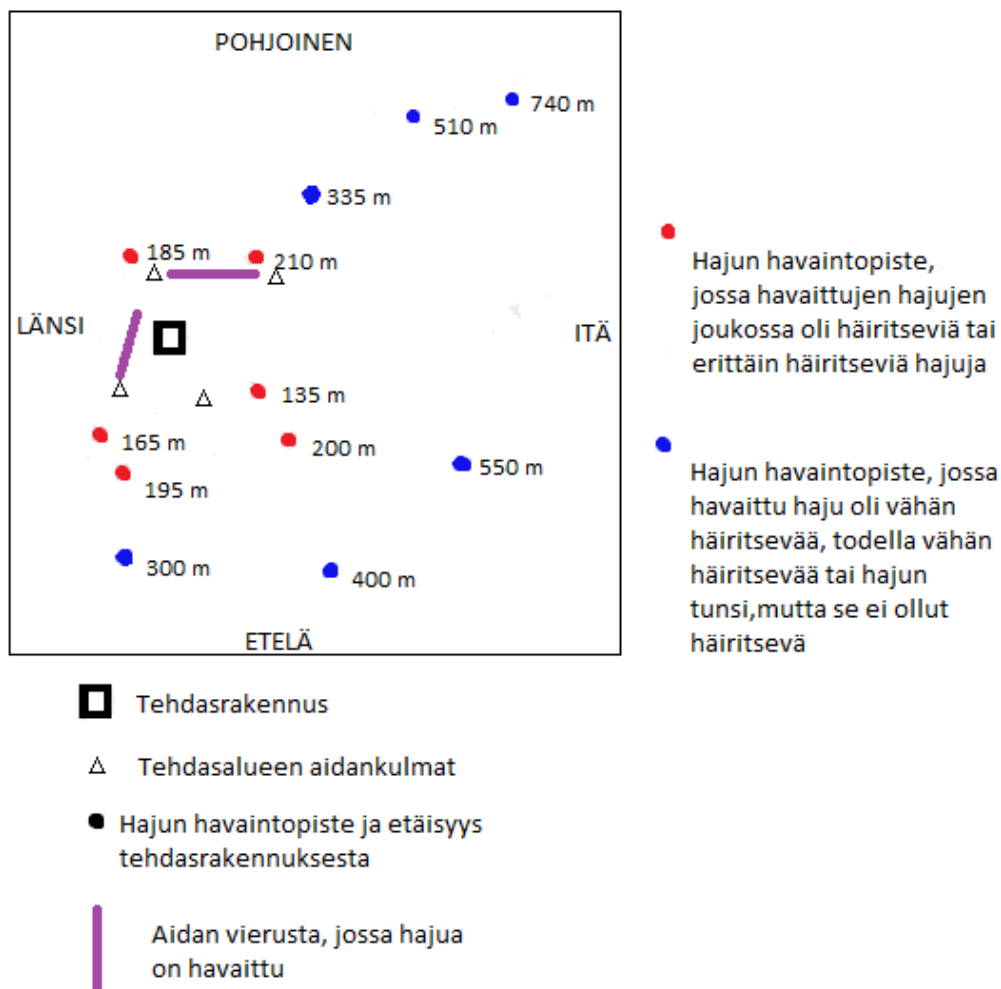 POHJOINEN
740 m
510 m
335 m
185 m
210 m
LÄNSI
ITÄ
135 m
165 m
200 m
195 m
550 m
300 m
400 m
ETELÄ
Hajun havaintopiste,
jossa havaittujen hajujen
joukossa oli häiritseviä tai
erittäin häiritseviä hajuja
Hajun havaintopiste, jossa
havaittu haju oli vähän
häiritsevää, todella vähän
häiritsevää tai hajun
tunsi,mutta se ei ollut
häiritsevä
Tehdasrakennus
Tehdasalueen aidankulmat
Hajun havaintopiste ja etäisyys
tehdasrakennuksesta
Aidan vierusta, jossa hajua
on havaittu